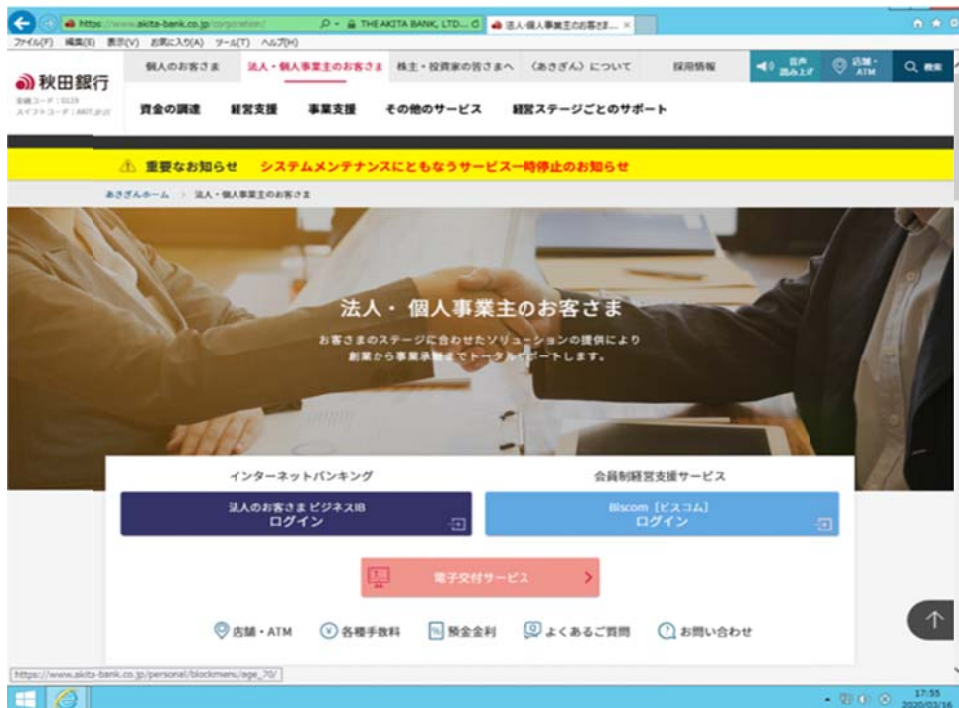 https://www.akita-bank.co.jp/corporation/
THE AKITA BANK, LTD...
法人・個人事業主のお客さま...
ファイル(F) 編集(E) 表示(V) お気に入り(A) ツール(T) ヘルプ(H)
秋田銀行
金融コード:0119
スイフトコード:AKITJPJT
個人のお客さま 法人・個人事業主のお客さま 株主・投資家の皆さまへ 〈あきぎん〉について 採用情報 音声読み上げ 店舗・ATM 検索
資金の調達 経営支援 事業支援 その他のサービス 経営ステージごとのサポート
重要なお知らせ システムメンテナンスにともなうサービス一時停止のお知らせ
あきぎんホーム > 法人・個人事業主のお客さま
法人・ 個人事業主のお客さま
お客さまのステージに合わせたソリューションの提供により
創業から事業承継までトータルサポートします。
インターネットバンキング 会員制経営支援サービス
法人のお客さま ビジネスIB
ログイン
Biscom [ビスコム]
ログイン
電子交付サービス
店舗・ATM 各種手数料 預金金利 よくあるご質問 お問い合わせ
https://www.akita-bank.co.jp/personal/blockmenu/age_70/
17:55
2020/03/16